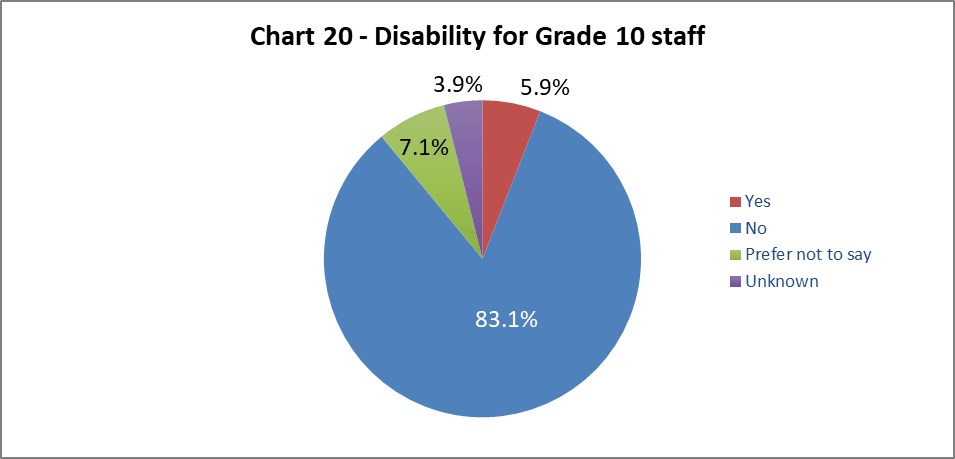 Chart 20 - Disability for Grade 10 staff
3.9%
5.9%
7.1%
83.1%
Yes
No
Prefer not to say
Unknown